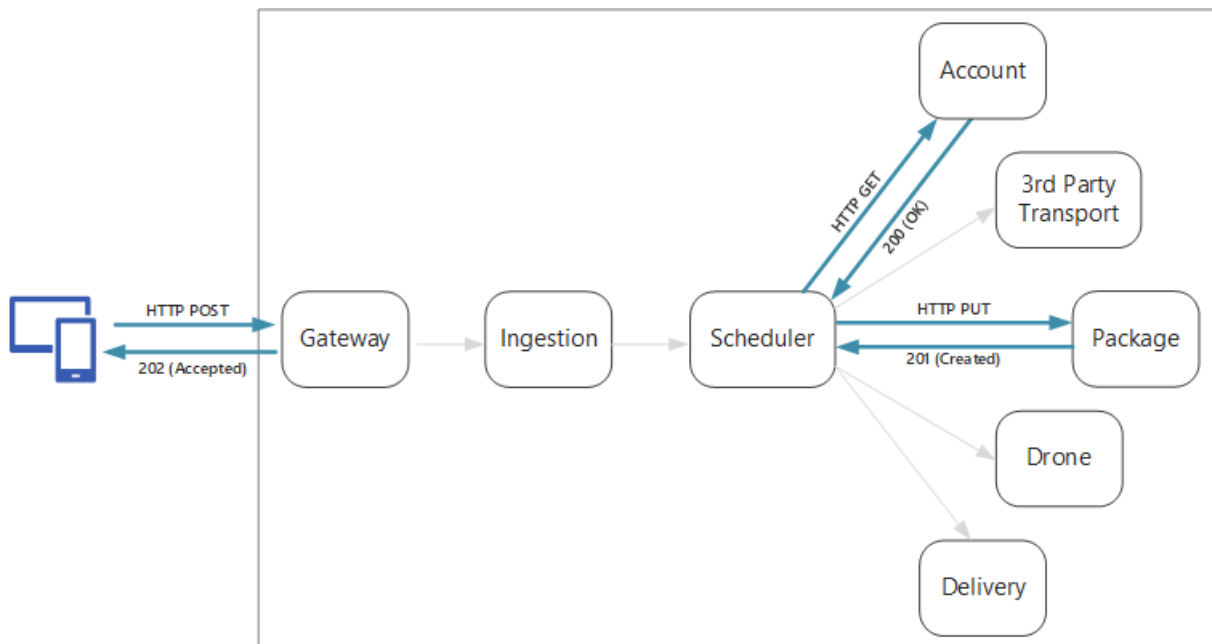 Account
HTTP GET
200 (OK)
3rd Party
Transport
HTTP POST
202 (Accepted)
Gateway
Ingestion
Scheduler
HTTP PUT
201 (Created)
Package
Drone
Delivery